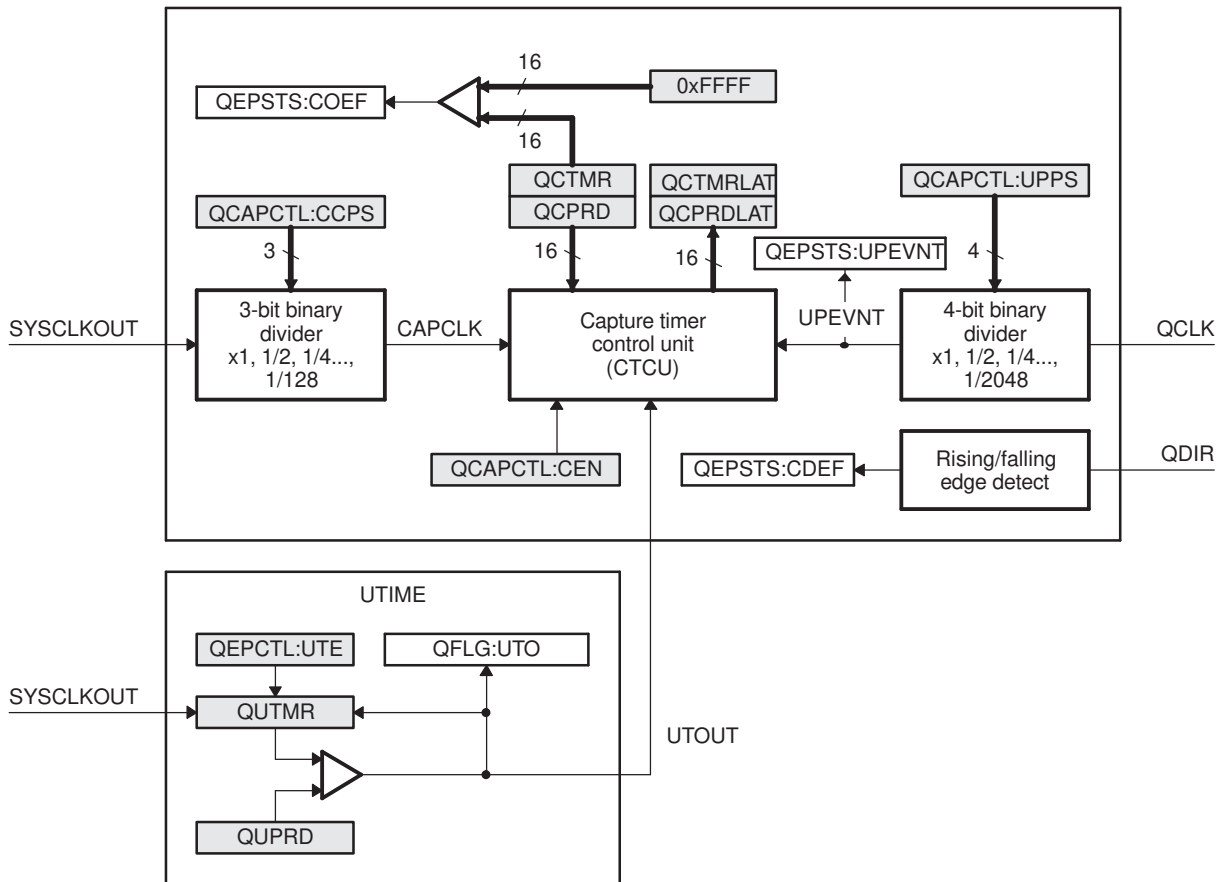 16
0xFFFF
QEPSTS:COEF
16
QCTMR
QCPRD
QCTMRLAT
QCPRDLAT
QCAPCTL:UPPS
QCAPCTL:CCPS
3
16
16
QEPSTS:UPEVNT
4
SYSCLKOUT
3-bit binary
divider
x1, 1/2, 1/4...,
1/128
CAPCLK
Capture timer
control unit
(CTCU)
UPEVNT
4-bit binary
divider
x1, 1/2, 1/4...,
1/2048
QCLK
QCAPCTL:CEN
QEPSTS:CDEF
Rising/falling
edge detect
QDIR
UTIME
QEPCTL:UTE
QFLG:UTO
SYSCLKOUT
QUTMR
UTOUT
QUPRD